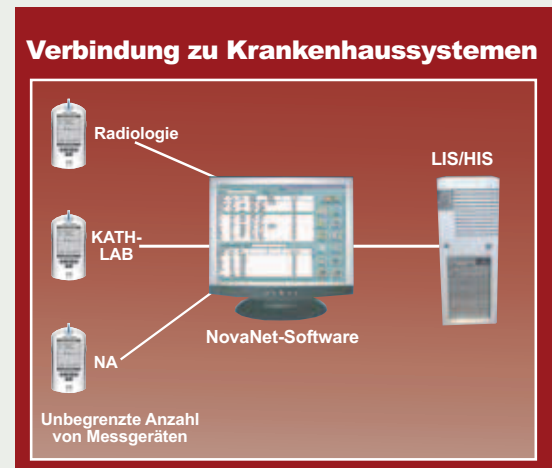 Verbindung zu Krankenhaussystemen
Radiologie
LIS/HIS
KATH-
LAB
NovaNet-Software
NA
Unbegrenzte Anzahl
von Messgeräten